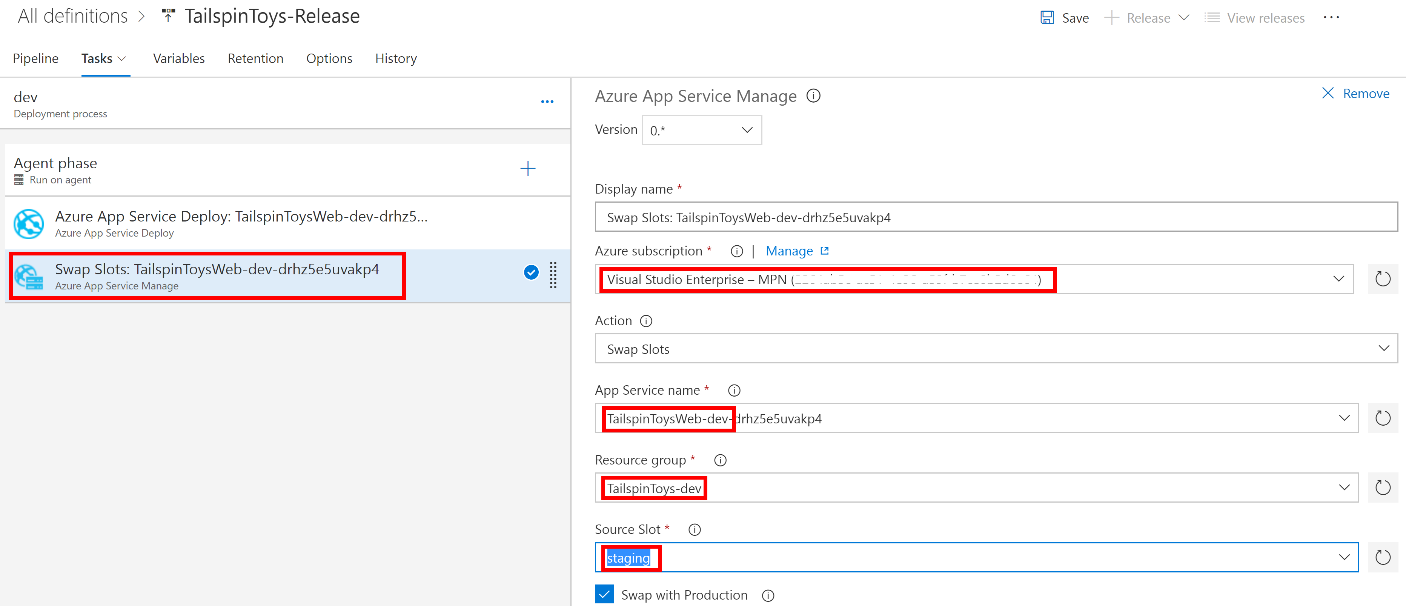 All definitions > TailspinToys-Release
Save
Release
View releases
...
Pipeline
Tasks
Variables
Retention
Options
History
dev
Deployment process
...
Agent phase
Run on agent
Azure App Service Deploy: TailspinToysWeb-dev-drhz5...
Azure App Service Deploy
Swap Slots: TailspinToysWeb-dev-drhz5e5uvakp4
Azure App Service Manage
Azure App Service Manage
Remove
Version 0.*
Display name *
Swap Slots: TailspinToysWeb-dev-drhz5e5uvakp4
Azure subscription * | Manage
Visual Studio Enterprise – MPN ( )
Action
Swap Slots
App Service name *
TailspinToysWeb-dev-drhz5e5uvakp4
Resource group *
TailspinToys-dev
Source Slot *
staging
Swap with Production